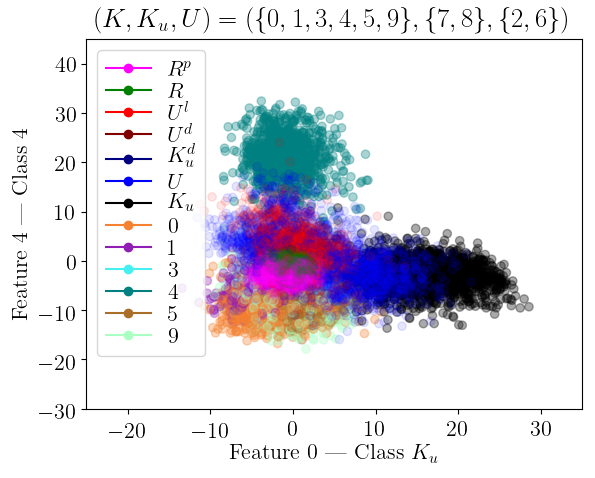 (K, K_u, U) = ({0, 1, 3, 4, 5, 9}, {7, 8}, {2, 6})
40
30
20
10
0
−10
−20
−30
Feature 4 — Class 4
R^p
R
U^l
U^d
K_u^d
U
K_u
0
1
3
4
5
9
−20
−10
0
10
20
30
Feature 0 — Class K_u